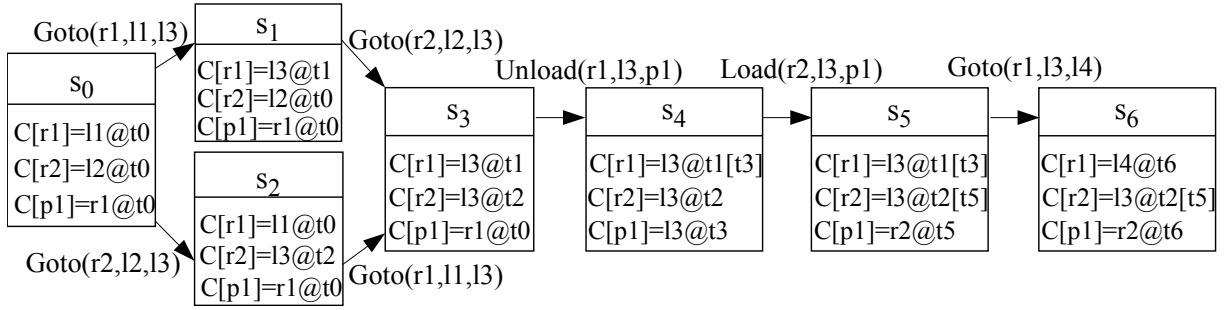 Goto(r1,l1,l3)
s0
C[r1]=l1@t0
C[r2]=l2@t0
C[p1]=r1@t0
Goto(r2,l2,l3)
s1
C[r1]=l3@t1
C[r2]=l2@t0
C[p1]=r1@t0
s2
C[r1]=l1@t0
C[r2]=l3@t2
C[p1]=r1@t0
Goto(r2,l2,l3)
Goto(r1,l1,l3)
s3
C[r1]=l3@t1
C[r2]=l3@t2
C[p1]=r1@t0
Unload(r1,l3,p1)
s4
C[r1]=l3@t1[t3]
C[r2]=l3@t2
C[p1]=l3@t3
Load(r2,l3,p1)
s5
C[r1]=l3@t1[t3]
C[r2]=l3@t2[t5]
C[p1]=r2@t5
Goto(r1,l3,l4)
s6
C[r1]=l4@t6
C[r2]=l3@t2[t5]
C[p1]=r2@t6